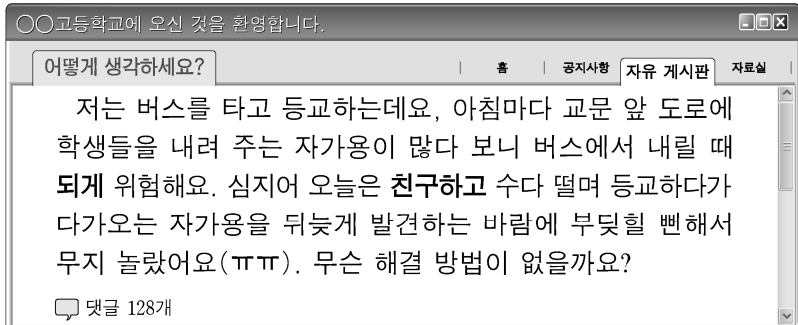 ○○고등학교에 오신 것을 환영합니다.
어떻게 생각하세요? | 홈 | 공지사항 자유 게시판 자료실 |
저는 버스를 타고 등교하는데요, 아침마다 교문 앞 도로에
학생들을 내려 주는 자가용이 많다 보니 버스에서 내릴 때
되게 위험해요. 심지어 오늘은 친구하고 수다 떨며 등교하다가
다가오는 자가용을 뒤늦게 발견하는 바람에 부딪힐 뻔해서
무지 놀랐어요(ㅠㅠ). 무슨 해결 방법이 없을까요?
댓글 128개